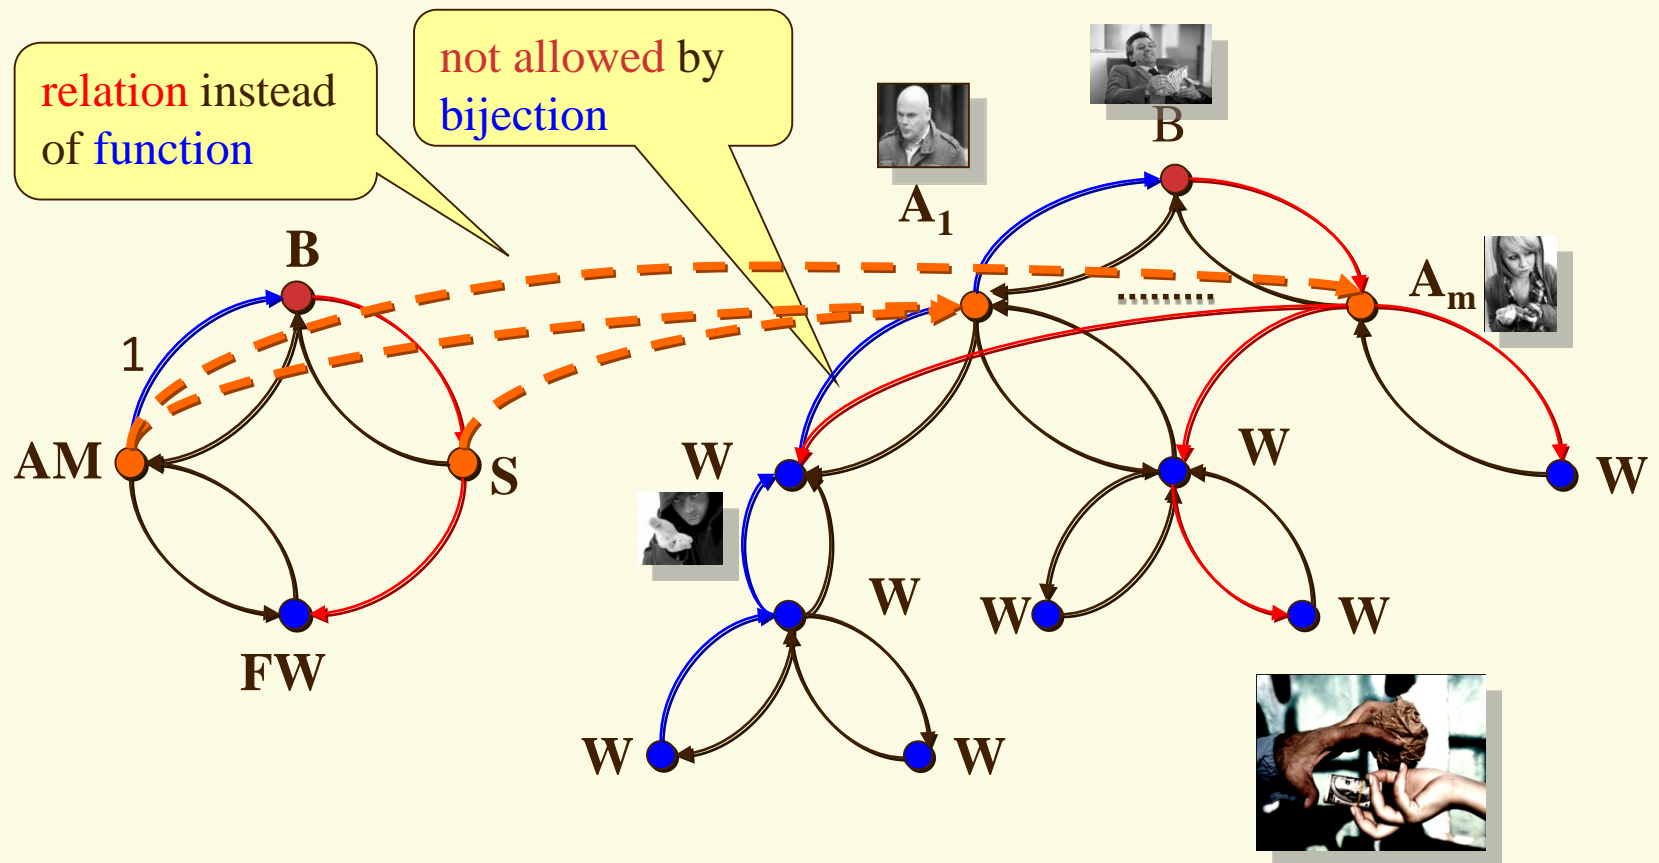 relation instead
of function
not allowed by
bijection
B
A1
B
Am
1
AM
S
W
W
W
W
W
W
FW
W
W